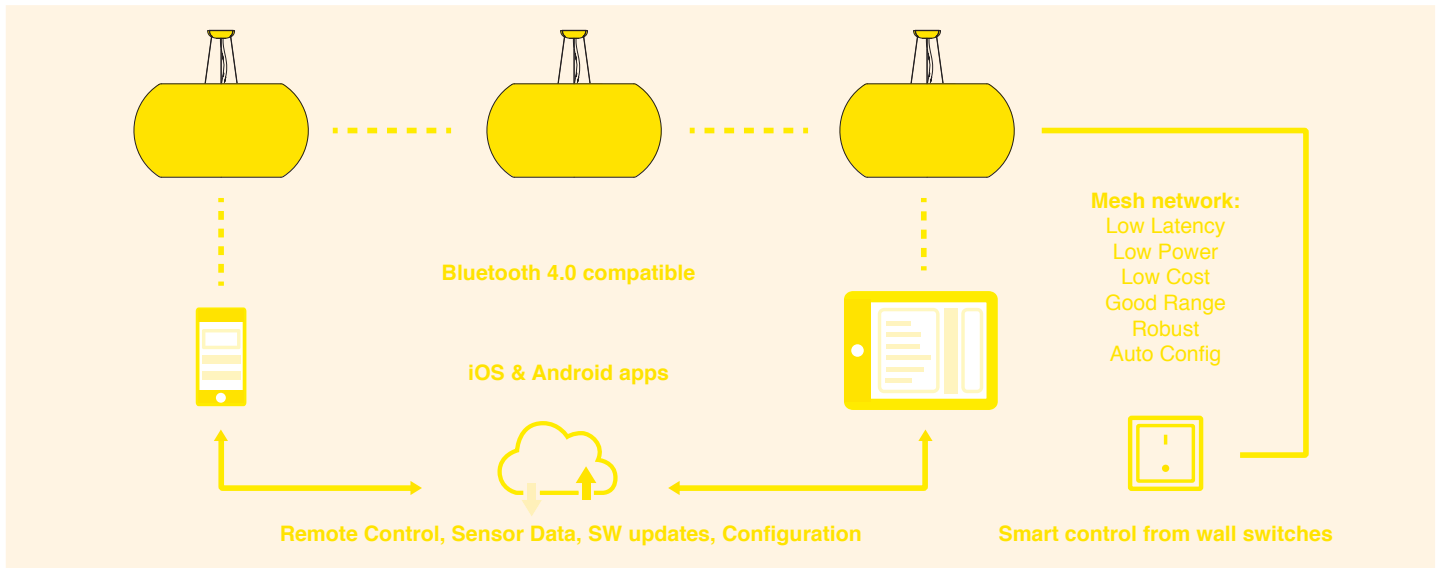 Mesh network:
Low Latency
Low Power
Low Cost
Good Range
Robust
Auto Config
Bluetooth 4.0 compatible
iOS & Android apps
Remote Control, Sensor Data, SW updates, Configuration
Smart control from wall switches